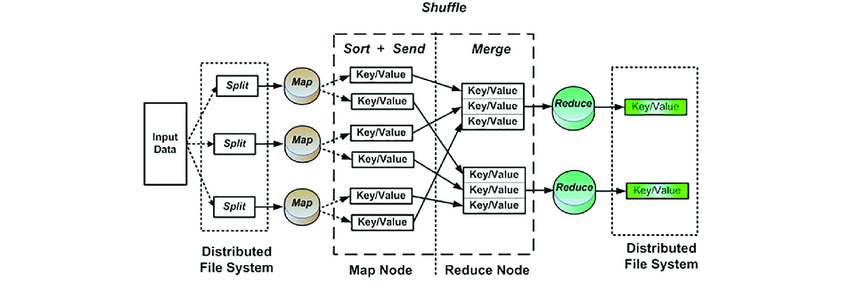 Shuffle
Sort + Send
Merge
Input
Data
Split
Split
Split
Map
Map
Map
Key/Value
Key/Value
Key/Value
Key/Value
Key/Value
Key/Value
Key/Value
Key/Value
Key/Value
Key/Value
Key/Value
Key/Value
Reduce
Reduce
Key/Value
Key/Value
Distributed
File System
Map Node
Reduce Node
Distributed
File System